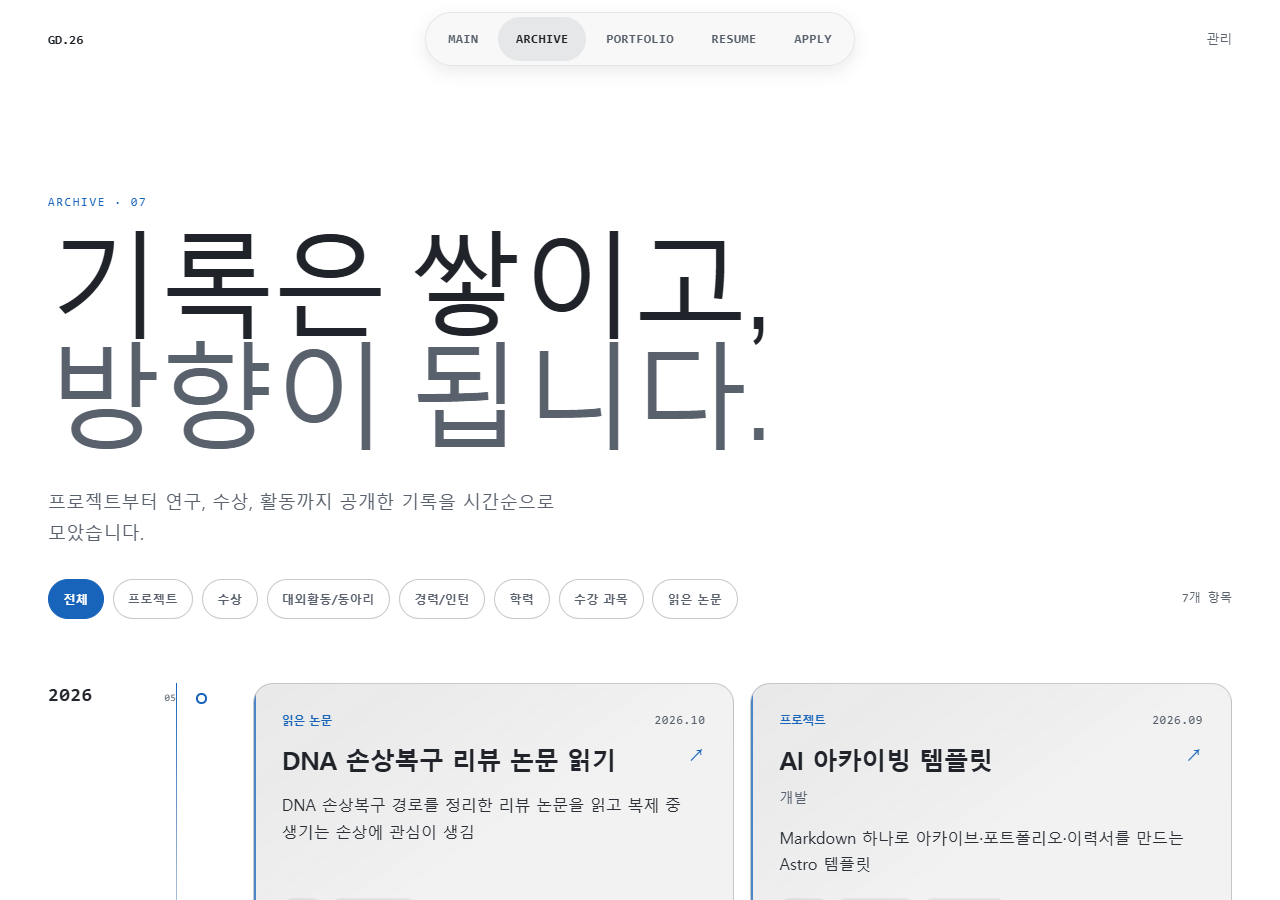 GD.26
MAIN
ARCHIVE
PORTFOLIO
RESUME
APPLY
관리
ARCHIVE · 07
기록은 쌓이고,
방향이 됩니다.
프로젝트부터 연구, 수상, 활동까지 공개한 기록을 시간순으로
모았습니다.
전체
프로젝트
수상
대외활동/동아리
경력/인턴
학력
수강 과목
읽은 논문
7개 항목
2026
05
읽은 논문
2026.10
DNA 손상복구 리뷰 논문 읽기
↗
DNA 손상복구 경로를 정리한 리뷰 논문을 읽고 복제 중
생기는 손상에 관심이 생김
프로젝트
2026.09
AI 아카이빙 템플릿
↗
개발
Markdown 하나로 아카이브·포트폴리오·이력서를 만드는
Astro 템플릿